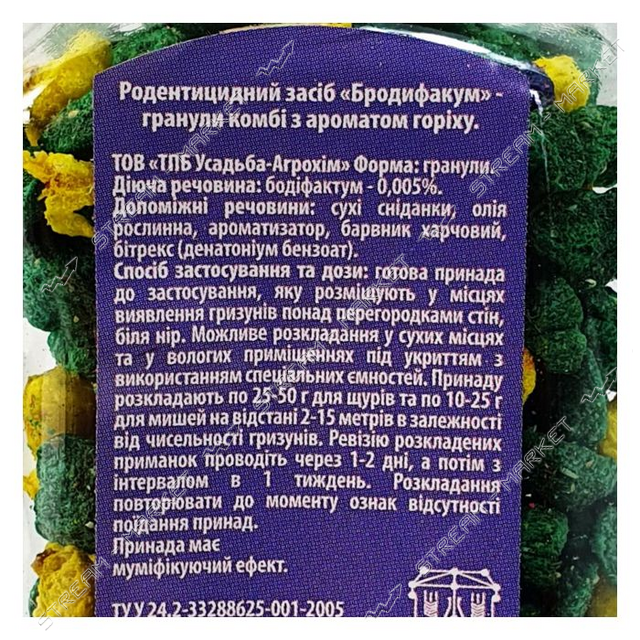 Родентицидний засіб «Бродифакум» -
гранули комбі з ароматом горіху.
ТОВ «ТПБ Усадьба-Агрохім» Форма: гранули.
Діюча речовина: бодіфактум - 0,005%.
Допоміжні речовини: сухі сніданки, олія
рослинна, ароматизатор, барвник харчовий,
бітрекс (денатоніум бензоат).
Спосіб застосування та дози: готова принада
до застосування, яку розміщують у місцях
виявлення гризунів понад перегородками стін,
біля нір. Можливе розкладання у сухих місцях
та у вологих приміщеннях під укриттям з
використанням спеціальних ємностей. Принаду
розкладають по 25-50 г для щурів та по 10-25 г
для мишей на відстані 2-15 метрів в залежності
від чисельності гризунів. Ревізію розкладених
приманок проводіть через 1-2 дні, а потім з
інтервалом в 1 тиждень. Розкладання
повторювати до моменту ознак відсутності
поїдання принад.
Принада має
муміфікуючий ефект.
ТУ У 24.2-33288625-001-2005
STREAM - MARKET